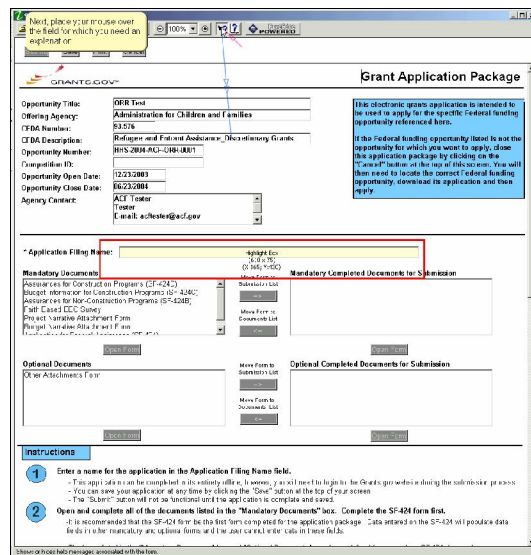 Next, place your mouse over
the field for which you need an
explanation
100%
POWERED
GRANTS.GOV
Grant Application Package
Opportunity Title: ORR Test
Offering Agency: Administration for Children and Families
CFDA Number: 93.576
CFDA Description: Refugee and Entrant Assistance_Discretionary Grants
Opportunity Number: HHS-2004-ACF-ORR-0001
Competition ID:
Opportunity Open Date: 12/23/2003
Opportunity Close Date: 06/23/2004
Agency Contact: ACF Tester
Tester
E-mail: acftester@acf.gov
This electronic grants application is intended to
be used to apply for the specific Federal funding
opportunity referenced here.
If the Federal funding opportunity listed is not the
opportunity for which you want to apply, close
this application package by clicking on the
"Cancel" button at the top of this screen. You will
then need to locate the correct Federal funding
opportunity, download its application and then
apply.
* Application Filing Name:
Highlight Box
Mandatory Documents
Move Form to
Submission List
Mandatory Completed Documents for Submission
Assurances for Construction Programs (SF-424D)
Budget Information for Construction Programs (SF-424C)
Assurances for Non-Construction Programs (SF-424B)
Faith Based EEO Survey
Project Narrative Attachment Form
Budget Narrative Attachment Form
=>
Move Form to
Documents List
<=
Open Form
Open Form
Optional Documents
Move Form to
Submission List
Optional Completed Documents for Submission
Other Attachments Form
=>
Move Form to
Documents List
<=
Open Form
Open Form
Instructions
1
Enter a name for the application in the Application Filing Name field.
- This application can be completed in its entirety offline; however, you will need to login to the Grants.gov website during the submission process.
- You can save your application at any time by clicking the "Save" button at the top of your screen.
- The "Submit" button will not be functional until the application is complete and saved.
2
Open and complete all of the documents listed in the "Mandatory Documents" box. Complete the SF-424 form first.
-It is recommended that the SF-424 form be the first form completed for the application package. Data entered on the SF-424 will populate data
fields in other mandatory and optional forms and the user cannot enter data in these fields.
Shows or hides help messages associated with the form.